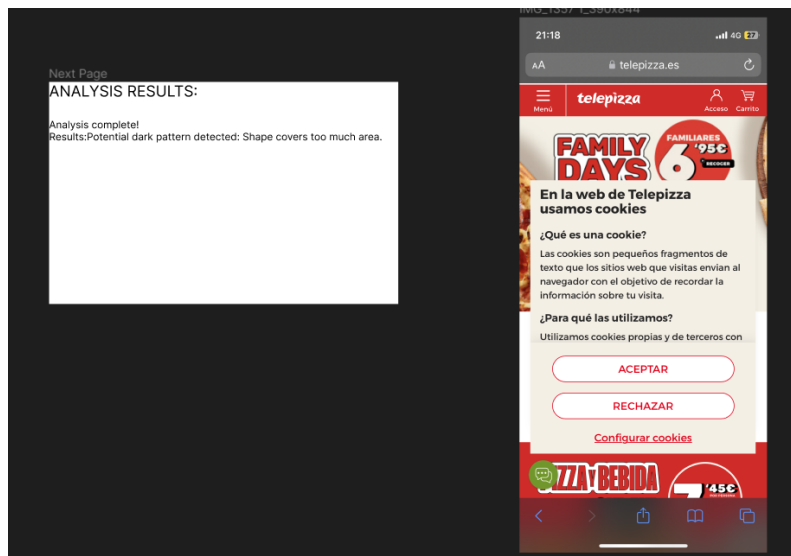 Next Page
ANALYSIS RESULTS:
Analysis complete!
Results:Potential dark pattern detected: Shape covers too much area.
IMG_1357 1_390x844
21:18
4G 27
AA
telepizza.es
Menú
telepizza
Acceso
Carrito
FAMILY
DAYS
FAMILIARES
6'95€
RECOGER
En la web de Telepizza
usamos cookies
¿Qué es una cookie?
Las cookies son pequeños fragmentos de
texto que los sitios web que visitas envían al
navegador con el objetivo de recordar la
información sobre tu visita.
¿Para qué las utilizamos?
Utilizamos cookies propias y de terceros con
ACEPTAR
RECHAZAR
Configurar cookies
PIZZA Y BEBIDA
7'45€